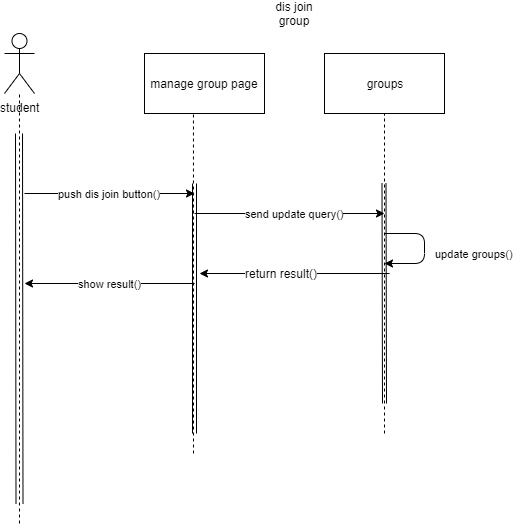 dis join
group
manage group page
groups
student
push dis join button()
send update query()
update groups()
return result()
show result()